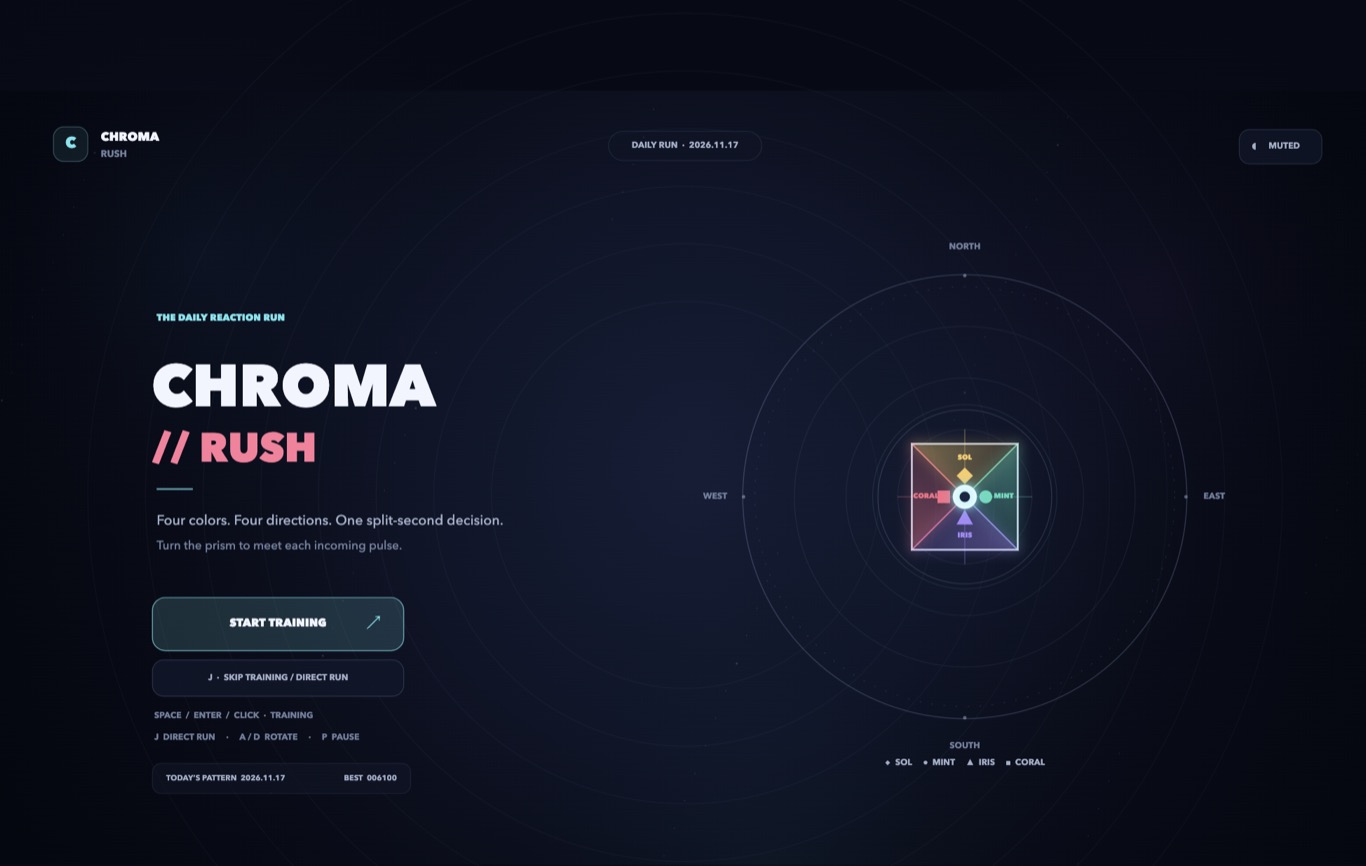 C
CHROMA
RUSH
DAILY RUN · 2026.11.17
MUTED
THE DAILY REACTION RUN
CHROMA
// RUSH
Four colors. Four directions. One split-second decision.
Turn the prism to meet each incoming pulse.
START TRAINING
J · SKIP TRAINING / DIRECT RUN
SPACE / ENTER / CLICK · TRAINING
J DIRECT RUN · A / D ROTATE · P PAUSE
TODAY'S PATTERN 2026.11.17 BEST 006100
NORTH
WEST
EAST
SOL
CORAL
MINT
IRIS
SOUTH
SOL MINT IRIS CORAL